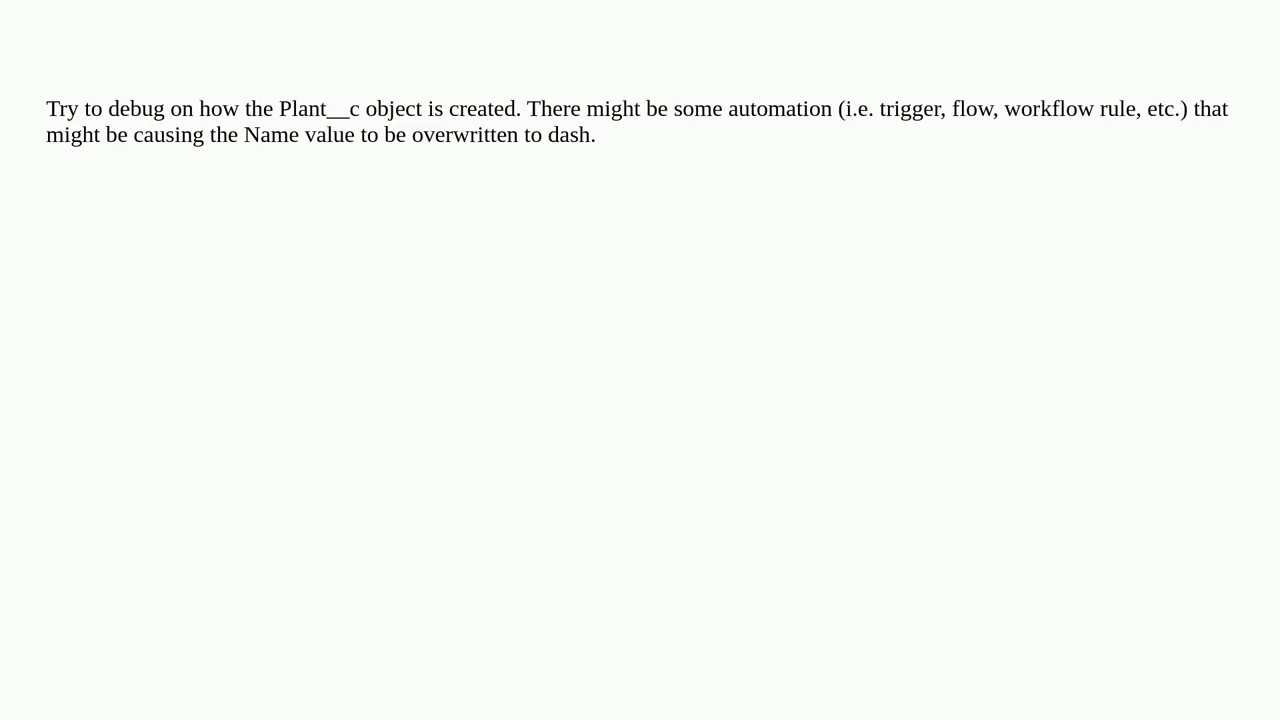 Try to debug on how the Plant__c object is created. There might be some automation (i.e. trigger, flow, workflow rule, etc.) that
might be causing the Name value to be overwritten to dash.